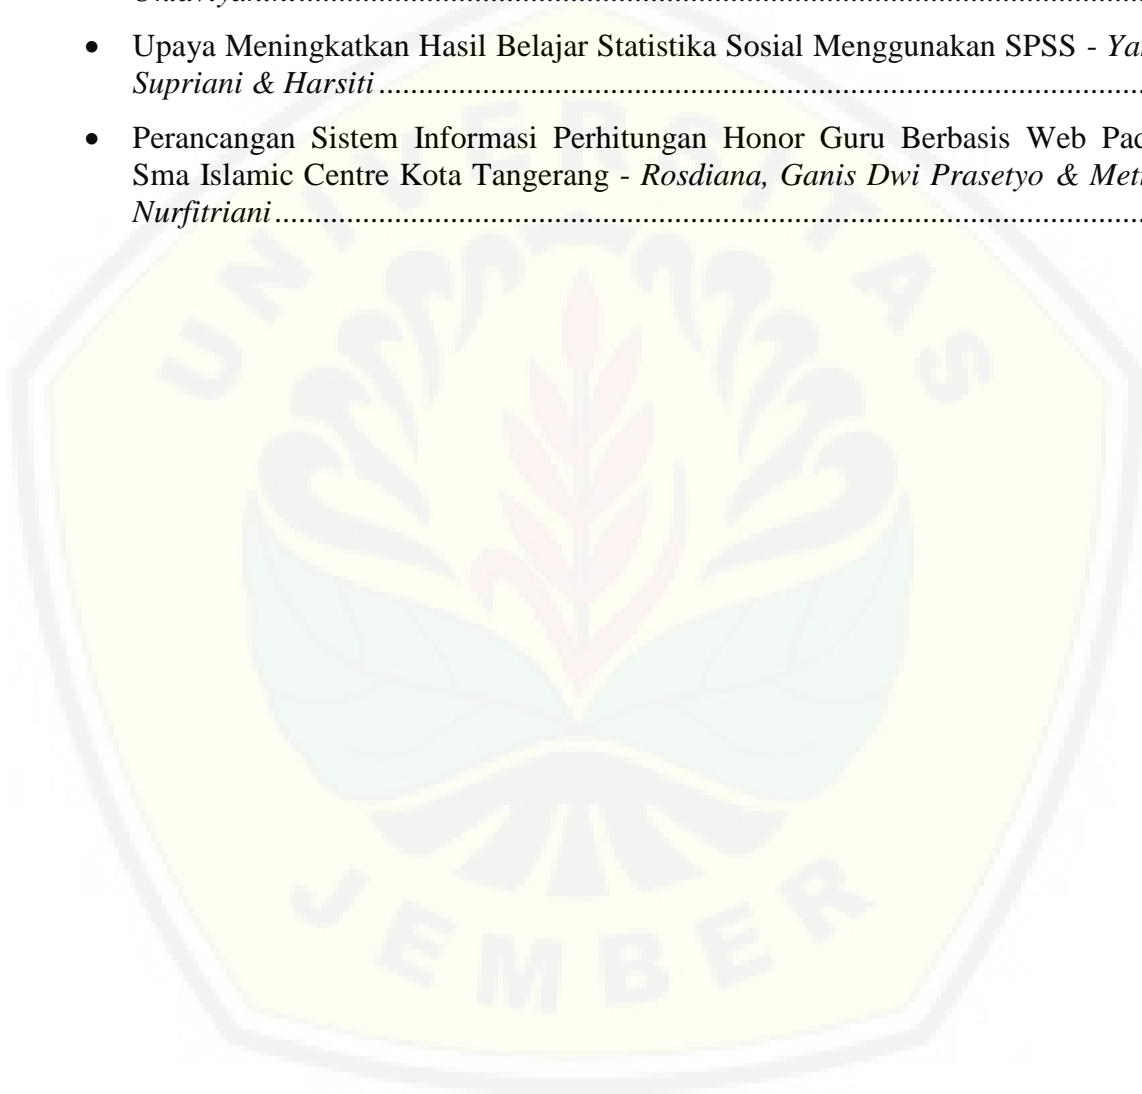 • Upaya Meningkatkan Hasil Belajar Statistika Sosial Menggunakan SPSS -
Supriani & Harsiti ..........................................................................................
• Perancangan Sistem Informasi Perhitungan Honor Guru Berbasis Web
Sma Islamic Centre Kota Tangerang - Rosdiana, Ganis Dwi Prasetyo &
Nurfitriani ..........................................................................................
UNIVERSITAS
JEMBER